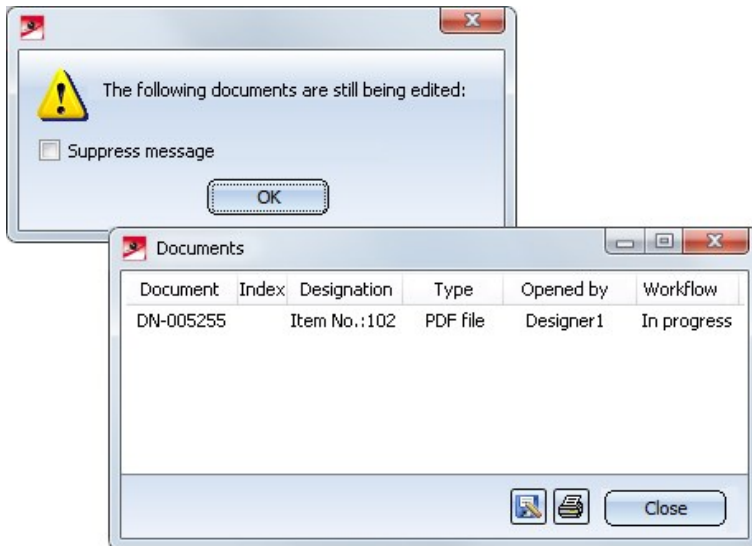 The following documents are still being edited:
Suppress message
OK
Documents
Document Index Designation Type Opened by Workflow
DN-005255 Item No.:102 PDF file Designer1 In progress
Close